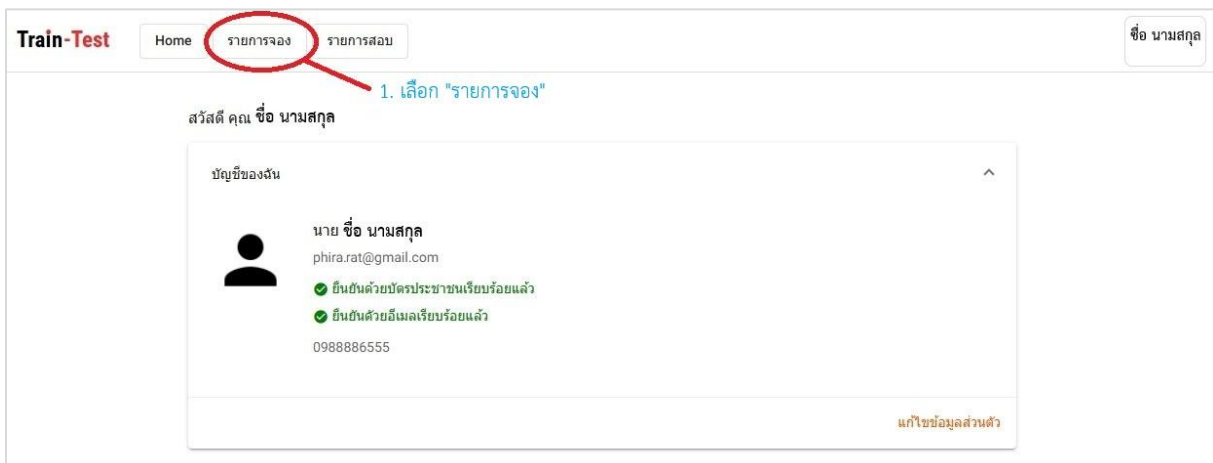 Train-Test Home รายการจอง รายการสอบ ชื่อ นามสกุล
1. เลือก "รายการจอง"
สวัสดี คุณ ชื่อ นามสกุล
บัญชีของฉัน
นาย ชื่อ นามสกุล
phira.rat@gmail.com
ยืนยันด้วยบัตรประชาชนเรียบร้อยแล้ว
ยืนยันด้วยอีเมลเรียบร้อยแล้ว
0988886555
แก้ไขข้อมูลส่วนตัว